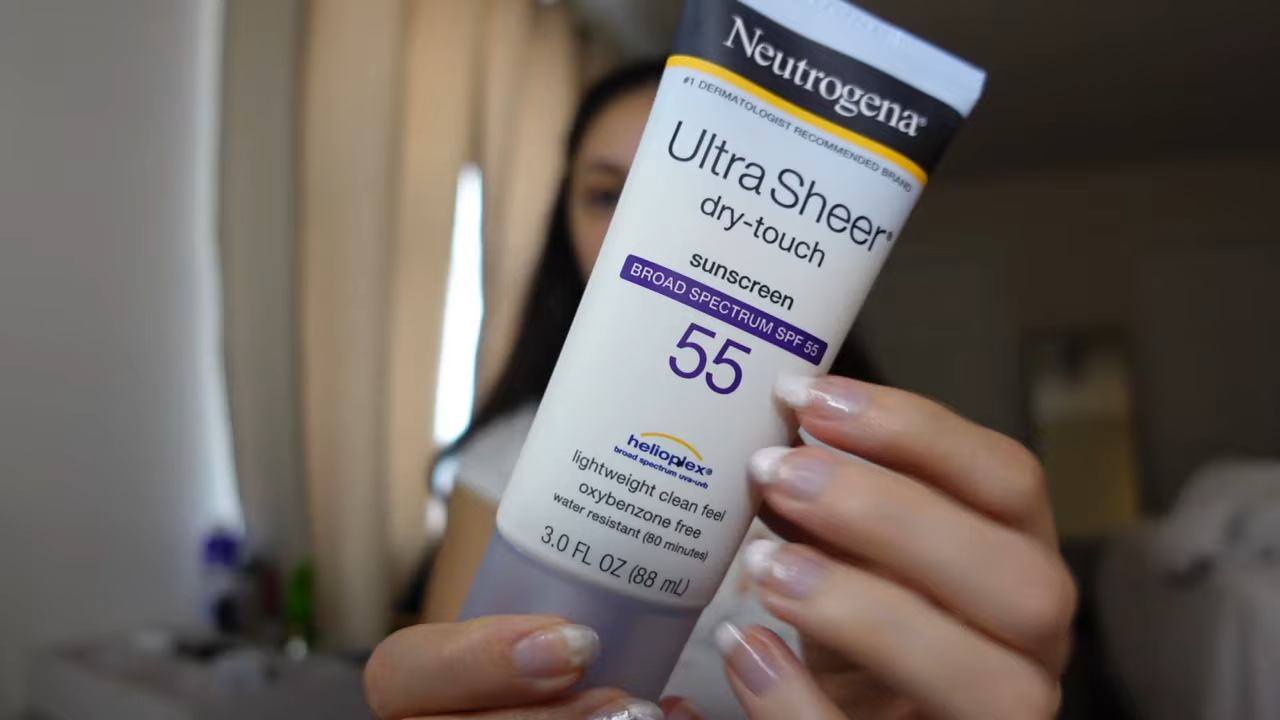 Neutrogena®
#1 DERMATOLOGIST RECOMMENDED BRAND
Ultra Sheer®
dry-touch
sunscreen
BROAD SPECTRUM SPF 55
55
helioplex®
broad spectrum uva-uvb
lightweight clean feel
oxybenzone free
water resistant (80 minutes)
3.0 FL OZ (88 mL)